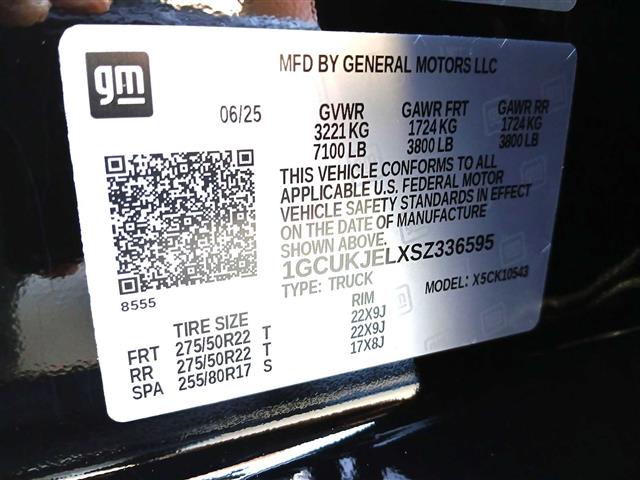 gm
MFD BY GENERAL MOTORS LLC
06/25 GVWR GAWR FRT GAWR RR
3221 KG 1724 KG 1724 KG
7100 LB 3800 LB 3800 LB
THIS VEHICLE CONFORMS TO ALL
APPLICABLE U.S. FEDERAL MOTOR
VEHICLE SAFETY STANDARDS IN EFFECT
ON THE DATE OF MANUFACTURE
SHOWN ABOVE.
1GCUKJELXSZ336595
8555
TYPE: TRUCK MODEL: X5CK10543
TIRE SIZE RIM
FRT 275/50R22 T 22X9J
RR 275/50R22 T 22X9J
SPA 255/80R17 S 17X8J